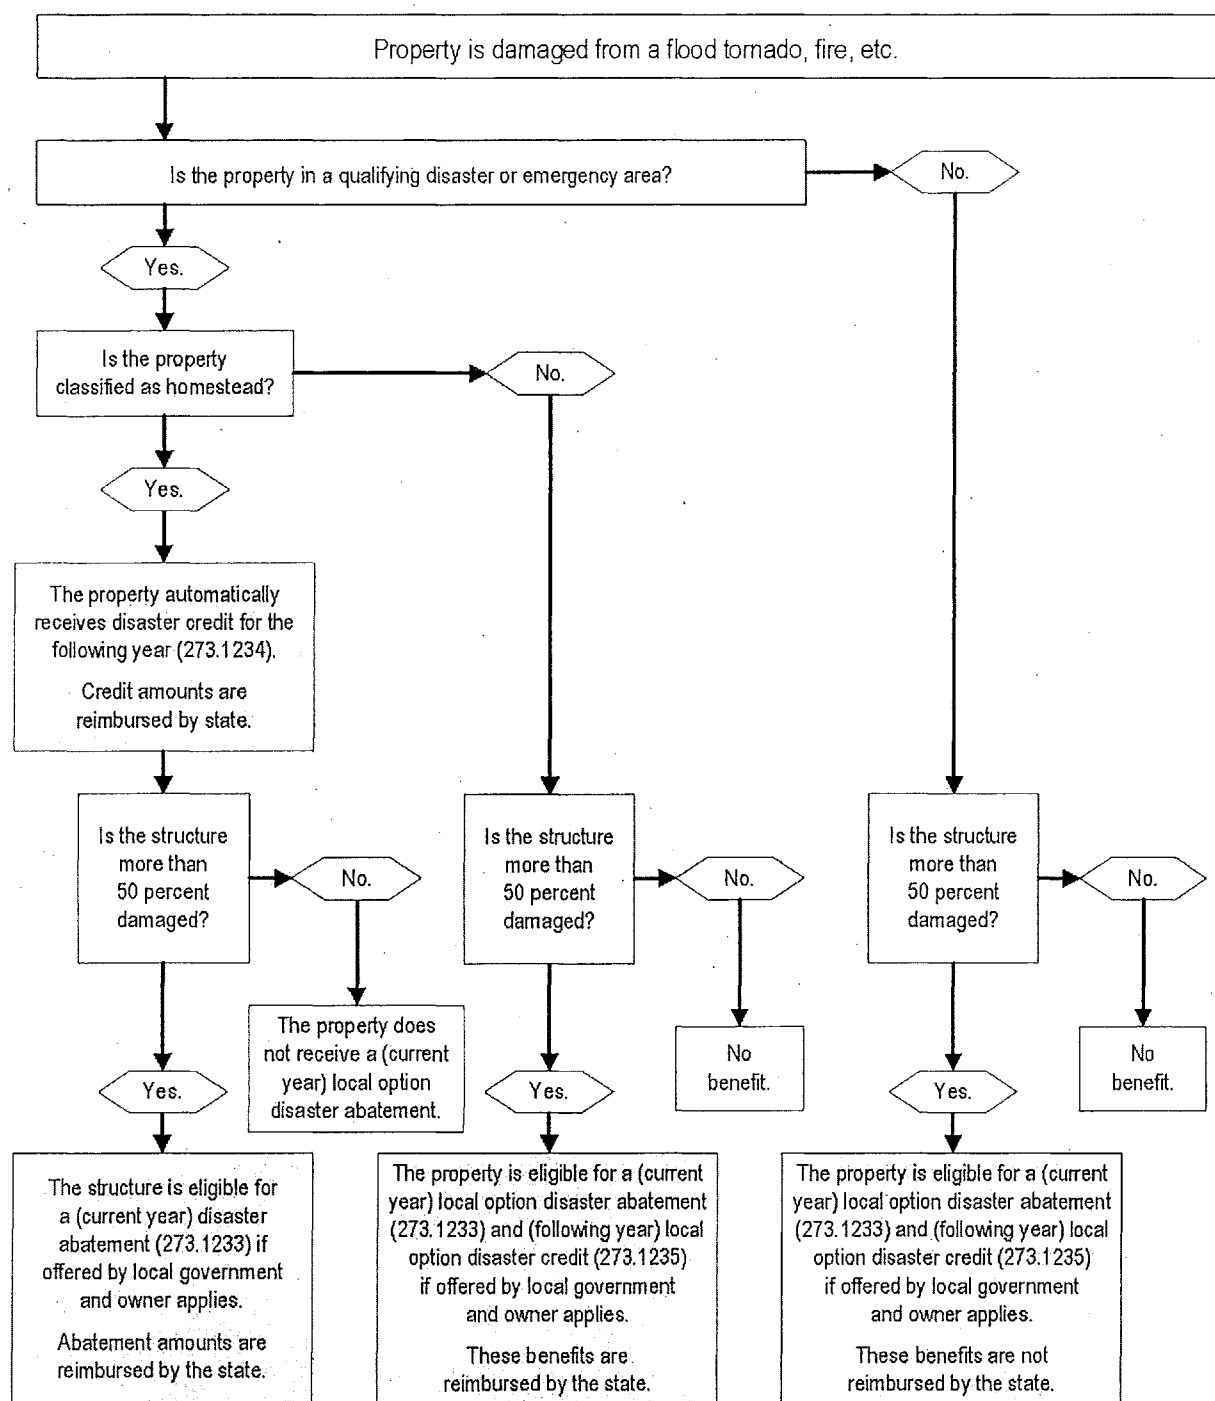 Property is damaged from a flood tornado, fire, etc.
Is the property in a qualifying disaster or emergency area?
No.
Yes.
Is the property
classified as homestead?
No.
Yes.
The property automatically
receives disaster credit for the
following year (273.1234).
Credit amounts are
reimbursed by state.
Is the structure
more than
50 percent
damaged?
No.
Is the structure
more than
50 percent
damaged?
No.
Is the structure
more than
50 percent
damaged?
No.
The property does
not receive a (current
year) local option
disaster abatement.
No
benefit.
No
benefit.
Yes.
Yes.
Yes.
The structure is eligible for
a (current year) disaster
abatement (273.1233) if
offered by local government
and owner applies.
Abatement amounts are
reimbursed by the state.
The property is eligible for a (current
year) local option disaster abatement
(273.1233) and (following year) local
option disaster credit (273.1235)
if offered by local government
and owner applies.
These benefits are
reimbursed by the state.
The property is eligible for a (current
year) local option disaster abatement
(273.1233) and (following year) local
option disaster credit (273.1235)
if offered by local government
and owner applies.
These benefits are not
reimbursed by the state.